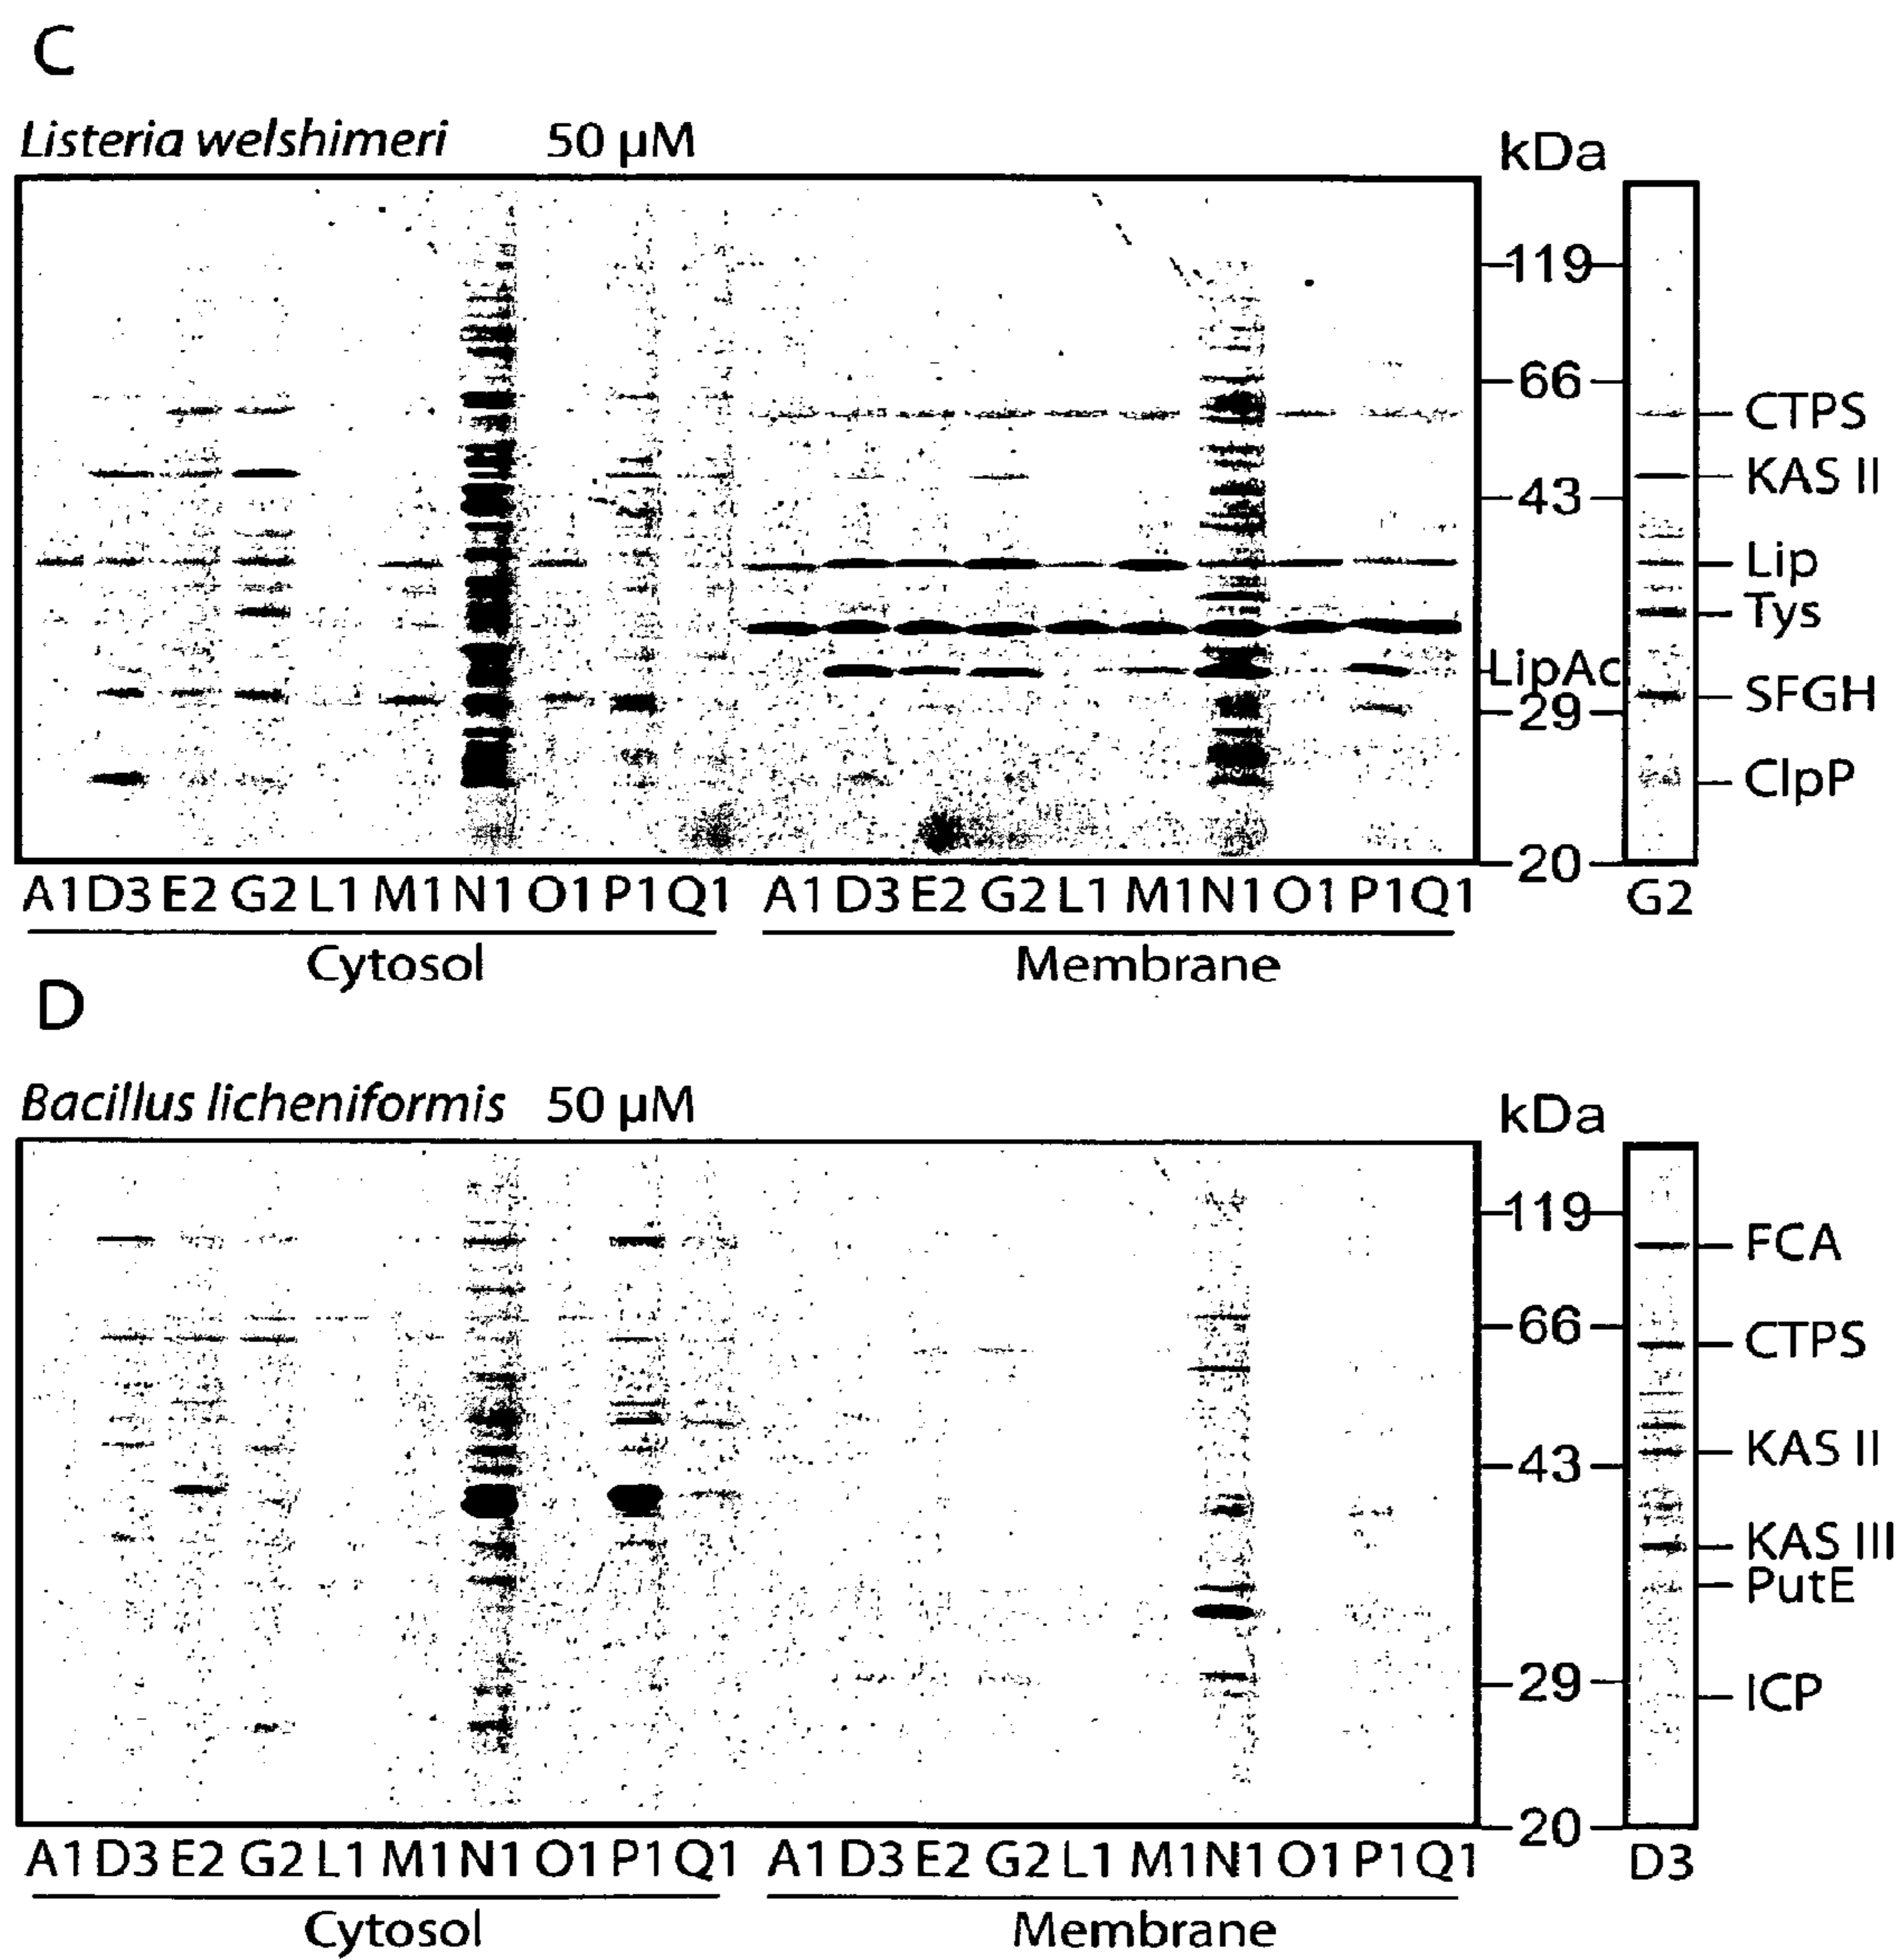 C
Listeria welshimeri 50 µM
kDa
119
66
CTPS
KAS II
43
Lip
Tys
LipAc
SFGH
29
ClpP
20
A1 D3 E2 G2 L1 M1 N1 O1 P1 Q1 A1 D3 E2 G2 L1 M1 N1 O1 P1 Q1 G2
Cytosol Membrane
D
Bacillus licheniformis 50 µM
kDa
119
FCA
66
CTPS
KAS II
43
KAS III
PutE
29
ICP
20
A1 D3 E2 G2 L1 M1 N1 O1 P1 Q1 A1 D3 E2 G2 L1 M1 N1 O1 P1 Q1 D3
Cytosol Membrane